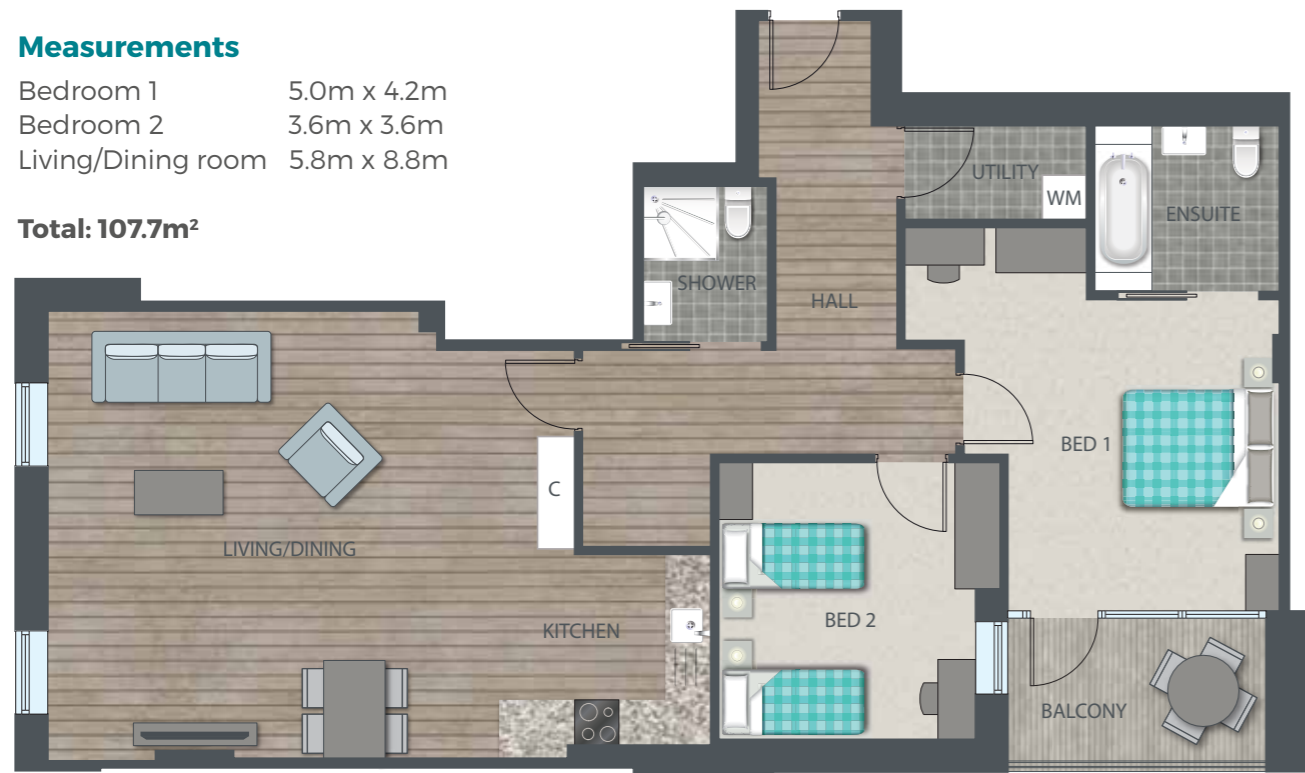 Measurements
Bedroom 1 5.0m x 4.2m
Bedroom 2 3.6m x 3.6m
Living/Dining room 5.8m x 8.8m
Total: 107.7m²
UTILITY
WM
ENSUITE
SHOWER
HALL
BED 1
C
LIVING/DINING
KITCHEN
BED 2
BALCONY